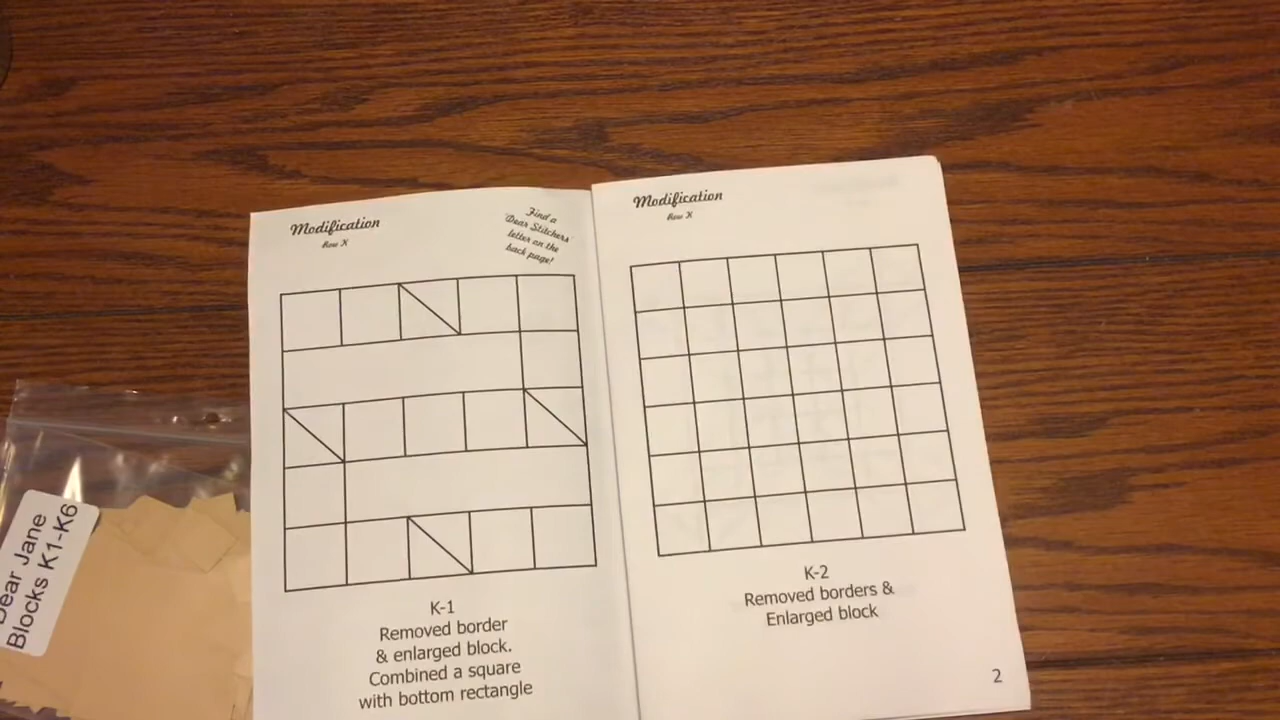 Modification
Row K
Find a
'Dear Stitchers'
letter on the
back page!
K-1
Removed border
& enlarged block.
Combined a square
with bottom rectangle
Modification
Row K
K-2
Removed borders &
Enlarged block
2
Dear Jane
Blocks K1-K6